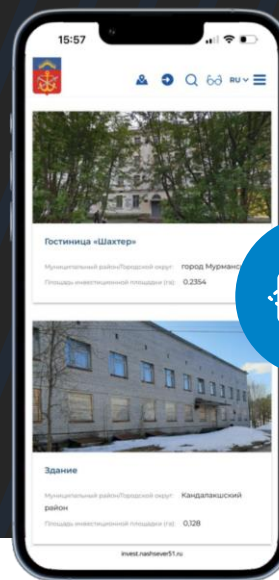 15:57
RU
Гостиница «Шахтер»
Муниципальный район/Городской округ: город Мурманс
Площадь инвестиционной площадки (га): 0.2354
Здание
Муниципальный район/Городской округ: Кандалакшский
район
Площадь инвестиционной площадки (га): 0,128
invest.nashsever51.ru